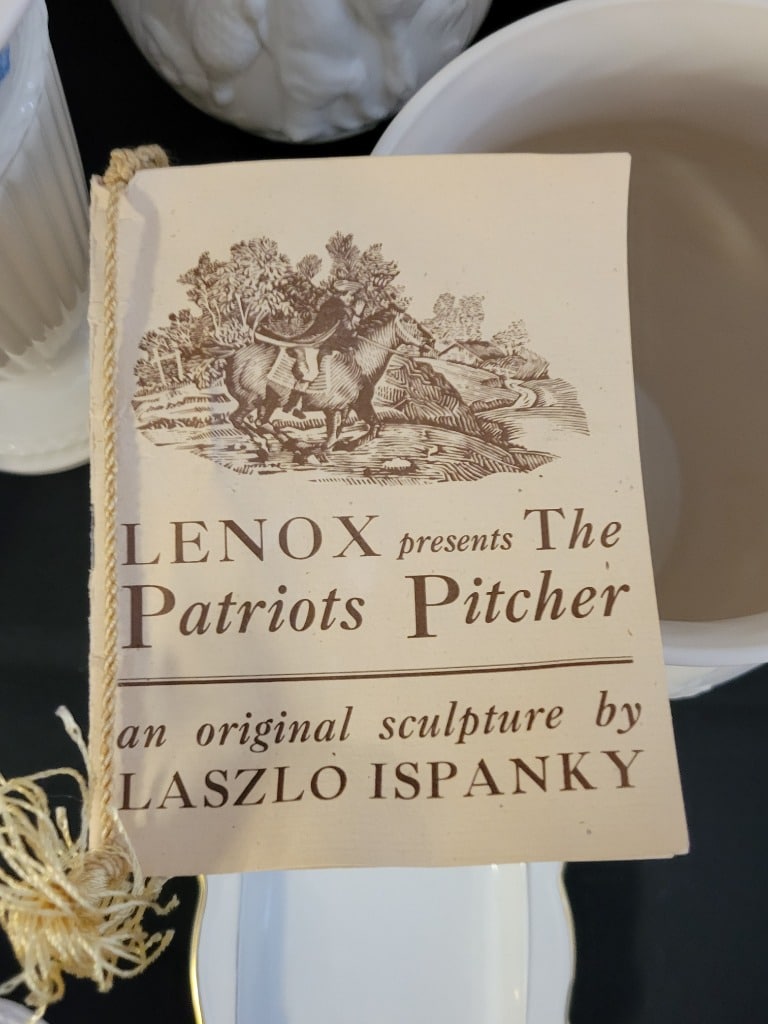 LENOX presents The
Patriots Pitcher
an original sculpture by
LASZLO ISPANKY